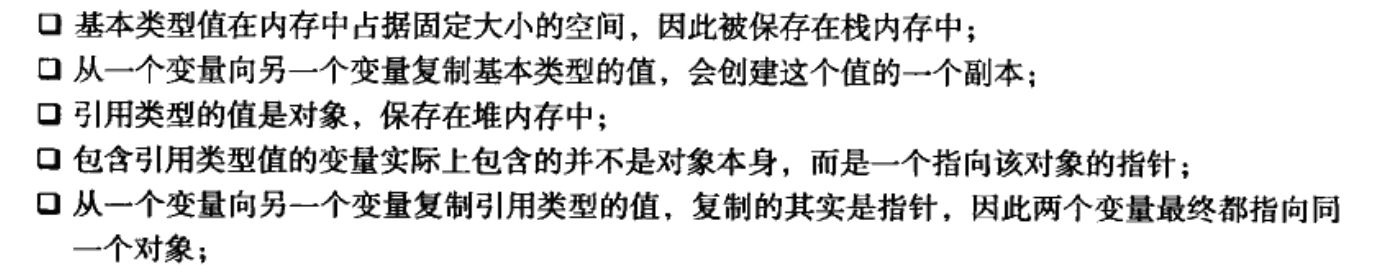 ❑ 基本类型值在内存中占据固定大小的空间，因此被保存在栈内存中；
❑ 从一个变量向另一个变量复制基本类型的值，会创建这个值的一个副本；
❑ 引用类型的值是对象，保存在堆内存中；
❑ 包含引用类型值的变量实际上包含的并不是对象本身，而是一个指向该对象的指针；
❑ 从一个变量向另一个变量复制引用类型的值，复制的其实是指针，因此两个变量最终都指向同
一个对象；